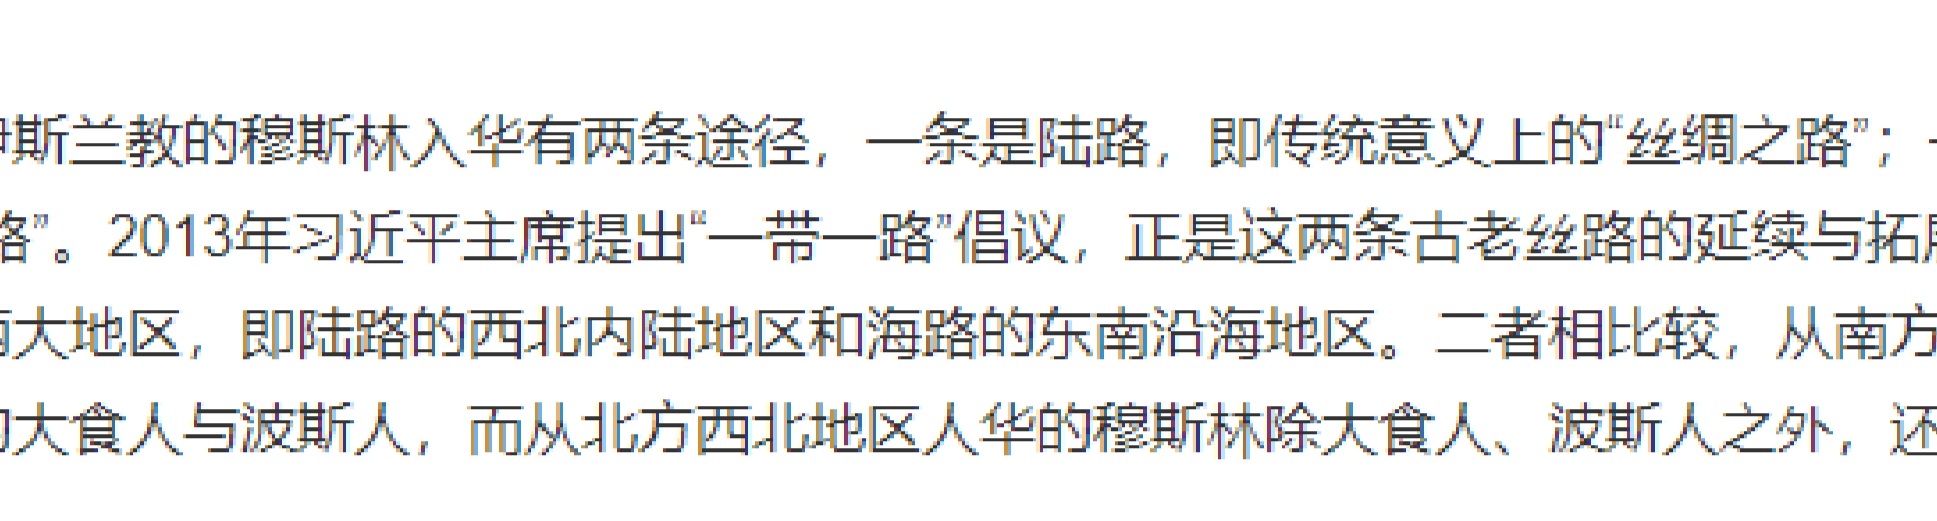 斯兰教的穆斯林入华有两条途径，一条是陆路，即传统意义上的“丝绸之路”；
路”。2013年习近平主席提出“一带一路”倡议，正是这两条古老丝路的延续与拓
大地区，即陆路的西北内陆地区和海路的东南沿海地区。二者相比较，从南方
大食人与波斯人，而从北方西北地区人华的穆斯林除大食人、波斯人之外，还